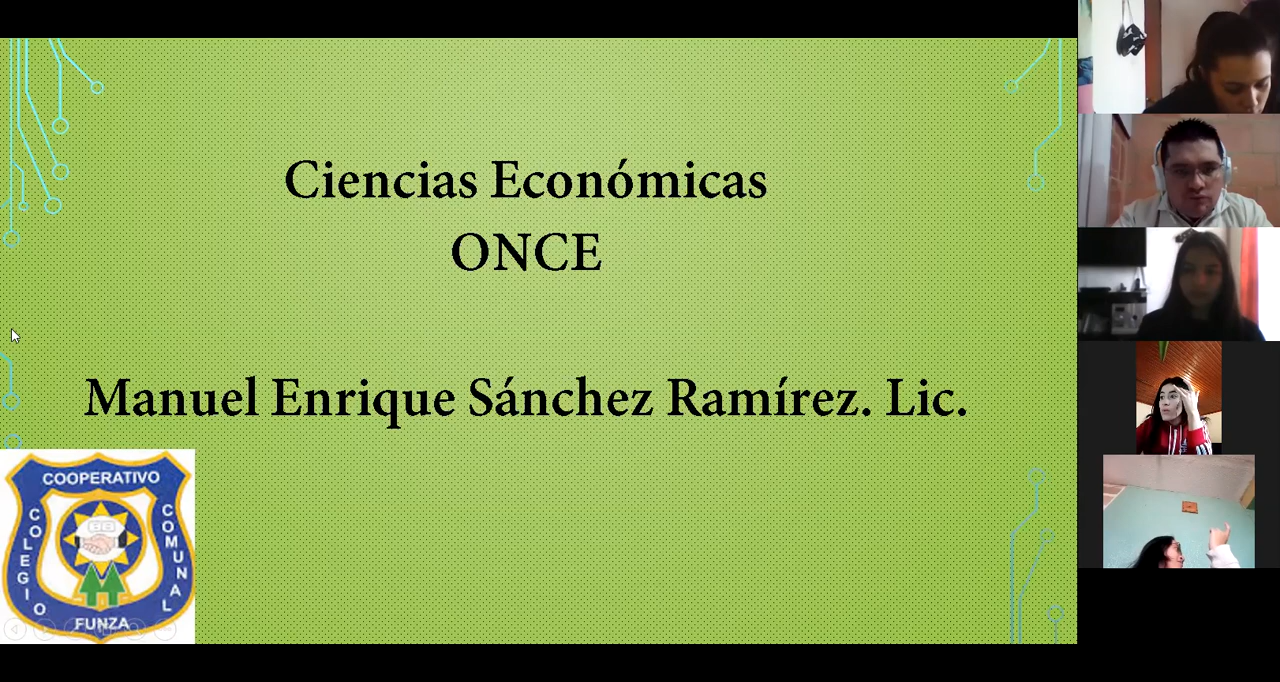 Ciencias Económicas
ONCE
Manuel Enrique Sánchez Ramírez. Lic.
COOPERATIVO
COLEGIO
COMUNAL
FUNZA